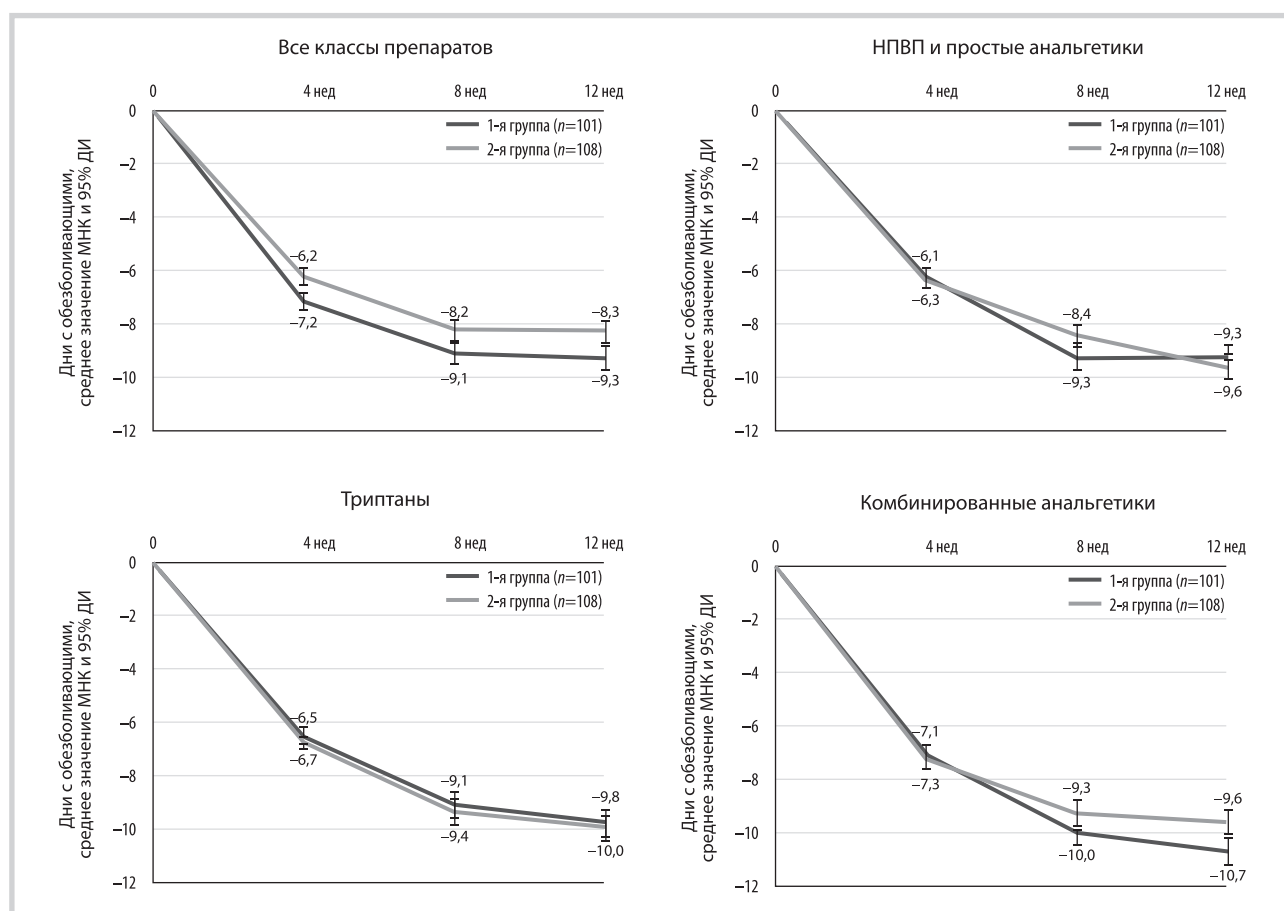 Все классы препаратов
0 4 нед 8 нед 12 нед
Дни с обезболивающими,
среднее значение МНК и 95% ДИ
0
−2
−4
−6
−8
−10
−12
1-я группа (n=101)
2-я группа (n=108)
−6,2
−7,2
−8,2
−9,1
−8,3
−9,3
НПВП и простые анальгетики
0 4 нед 8 нед 12 нед
Дни с обезболивающими,
среднее значение МНК и 95% ДИ
0
−2
−4
−6
−8
−10
−12
1-я группа (n=101)
2-я группа (n=108)
−6,1
−6,3
−8,4
−9,3
−9,3
−9,6
Триптаны
0 4 нед 8 нед 12 нед
Дни с обезболивающими,
среднее значение МНК и 95% ДИ
0
−2
−4
−6
−8
−10
−12
1-я группа (n=101)
2-я группа (n=108)
−6,5
−6,7
−9,1
−9,4
−9,8
−10,0
Комбинированные анальгетики
0 4 нед 8 нед 12 нед
Дни с обезболивающими,
среднее значение МНК и 95% ДИ
0
−2
−4
−6
−8
−10
−12
1-я группа (n=101)
2-я группа (n=108)
−7,1
−7,3
−9,3
−10,0
−9,6
−10,7